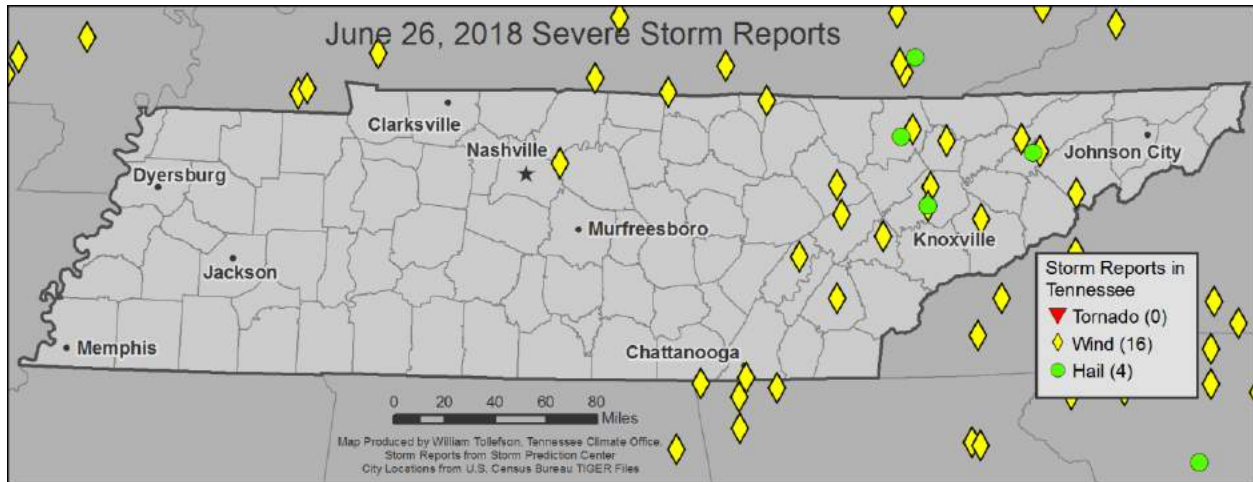 June 26, 2018 Severe Storm Reports
Clarksville
Nashville
Dyersburg
Johnson City
Murfreesboro
Knoxville
Jackson
Storm Reports in
Tennessee
Tornado (0)
Wind (16)
Hail (4)
Memphis
Chattanooga
0 20 40 60 80
Miles
Map Produced by William Tollefson, Tennessee Climate Office.
Storm Reports from Storm Prediction Center
City Locations from U.S. Census Bureau TIGER Files